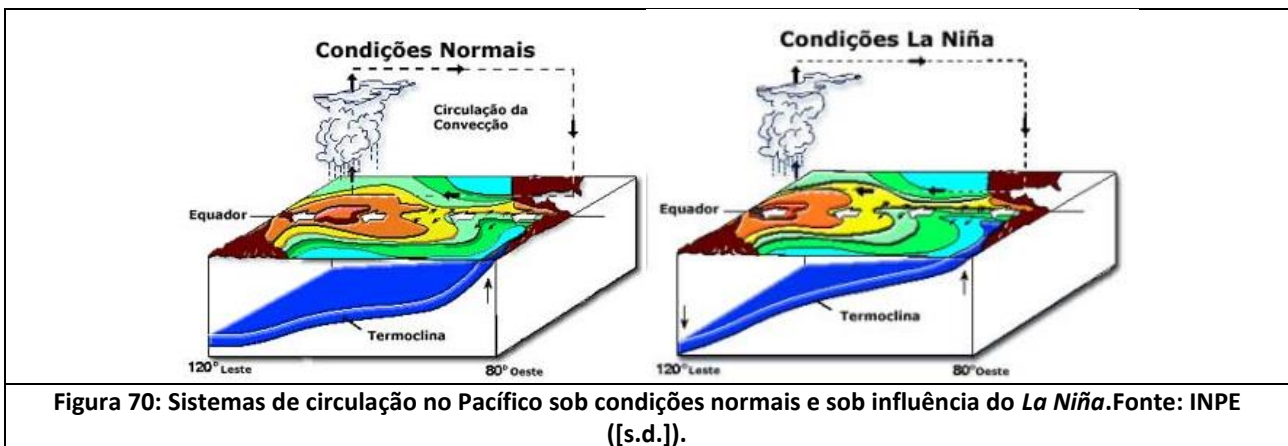 Condições Normais
Circulação da
Convecção
Equador
Termoclina
120° Leste
80° Oeste
Condições La Niña
Equador
Termoclina
120° Leste
80° Oeste
Figura 70: Sistemas de circulação no Pacífico sob condições normais e sob influência do La Niña.Fonte: INPE
([s.d.]).